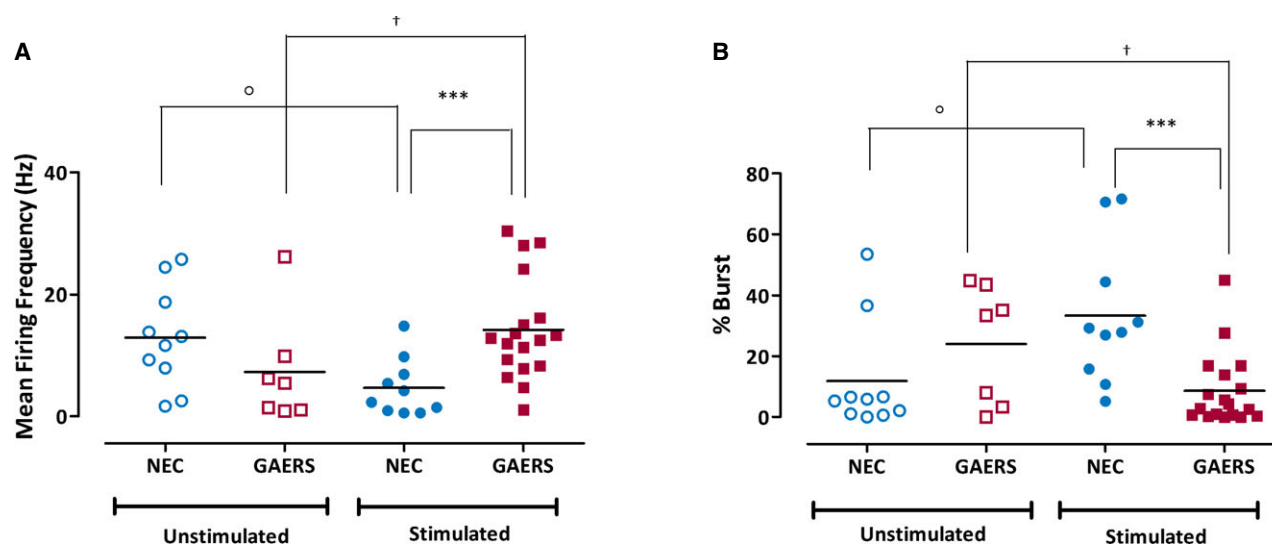 A
†
°
***
Mean Firing Frequency (Hz)
40
20
0
NEC GAERS NEC GAERS
Unstimulated Stimulated
B
†
°
***
% Burst
80
60
40
20
0
NEC GAERS NEC GAERS
Unstimulated Stimulated